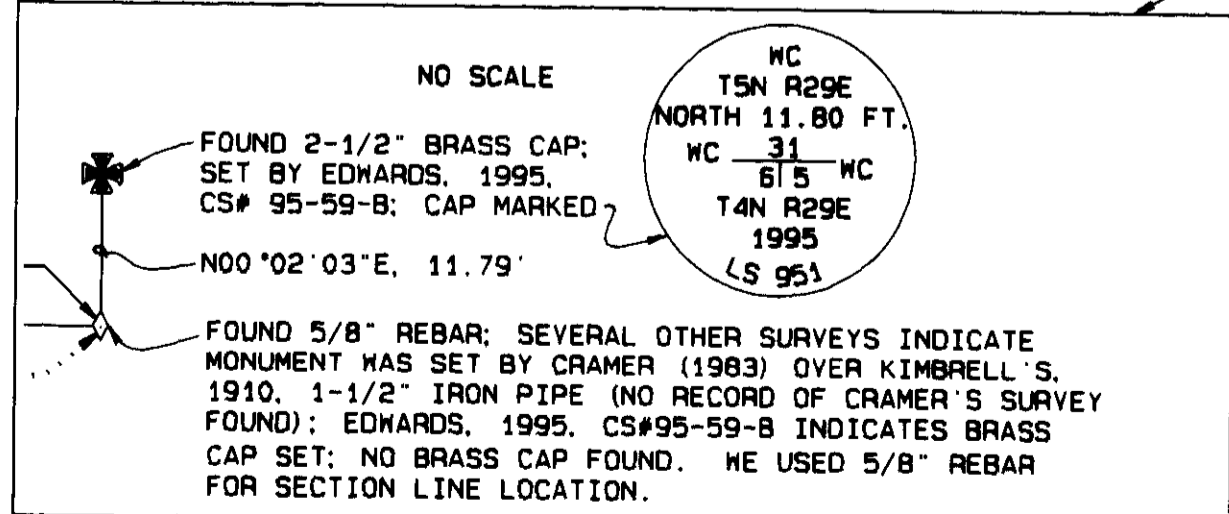 NO SCALE
FOUND 2-1/2" BRASS CAP;
SET BY EDWARDS, 1995,
CS# 95-59-B; CAP MARKED
N00°02'03"E, 11.79'
WC
T5N R29E
NORTH 11.80 FT.
WC 31 WC
6|5
T4N R29E
1995
LS 951
FOUND 5/8" REBAR; SEVERAL OTHER SURVEYS INDICATE
MONUMENT WAS SET BY CRAMER (1983) OVER KIMBRELL'S,
1910, 1-1/2" IRON PIPE (NO RECORD OF CRAMER'S SURVEY
FOUND); EDWARDS, 1995, CS#95-59-B INDICATES BRASS
CAP SET; NO BRASS CAP FOUND. WE USED 5/8" REBAR
FOR SECTION LINE LOCATION.